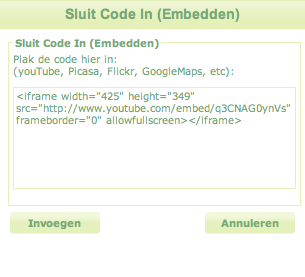 Sluit Code In (Embedden)
Sluit Code In (Embedden)
Plak de code hier in:
(youTube, Picasa, Flickr, GoogleMaps, etc):
<iframe width="425" height="349"
src="http://www.youtube.com/embed/q3CNAG0ynVs"
frameborder="0" allowfullscreen></iframe>
Invoegen
Annuleren